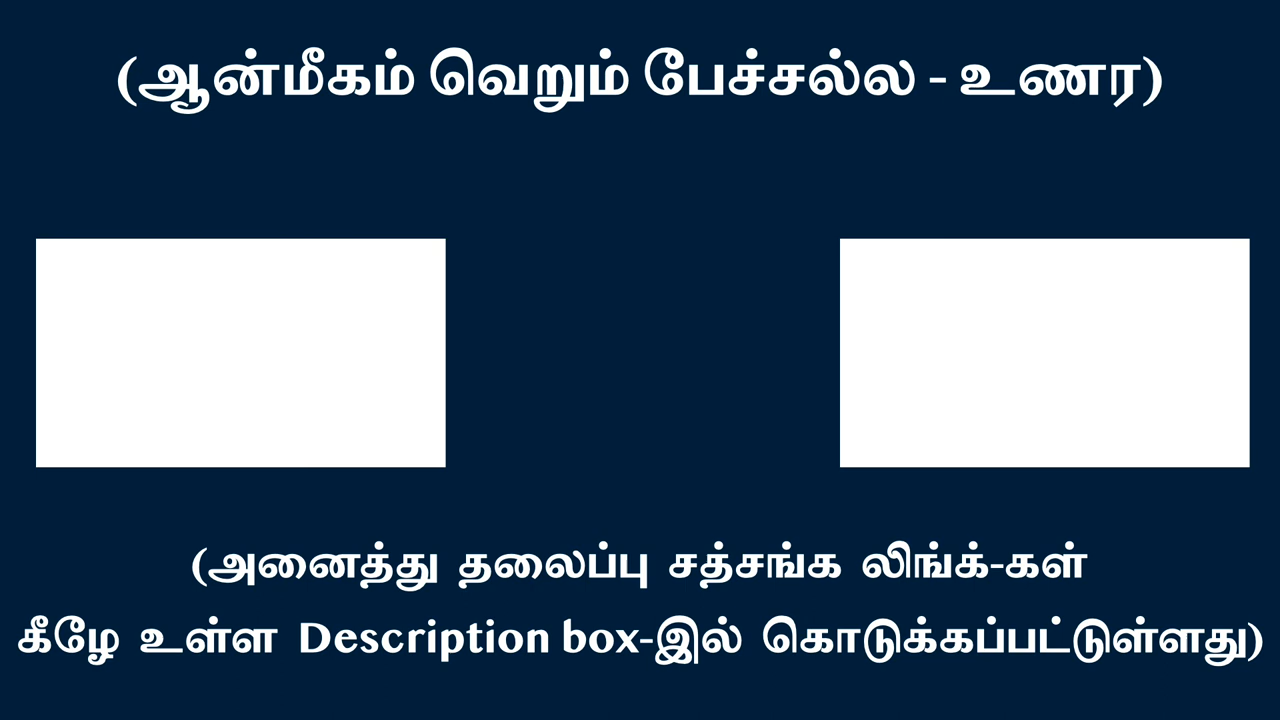 (ஆன்மீகம் வெறும் பேச்சல்ல - உணர)
(அனைத்து தலைப்பு சத்சங்க லிங்க்-கள்
கீழே உள்ள Description box-இல் கொடுக்கப்பட்டுள்ளது)